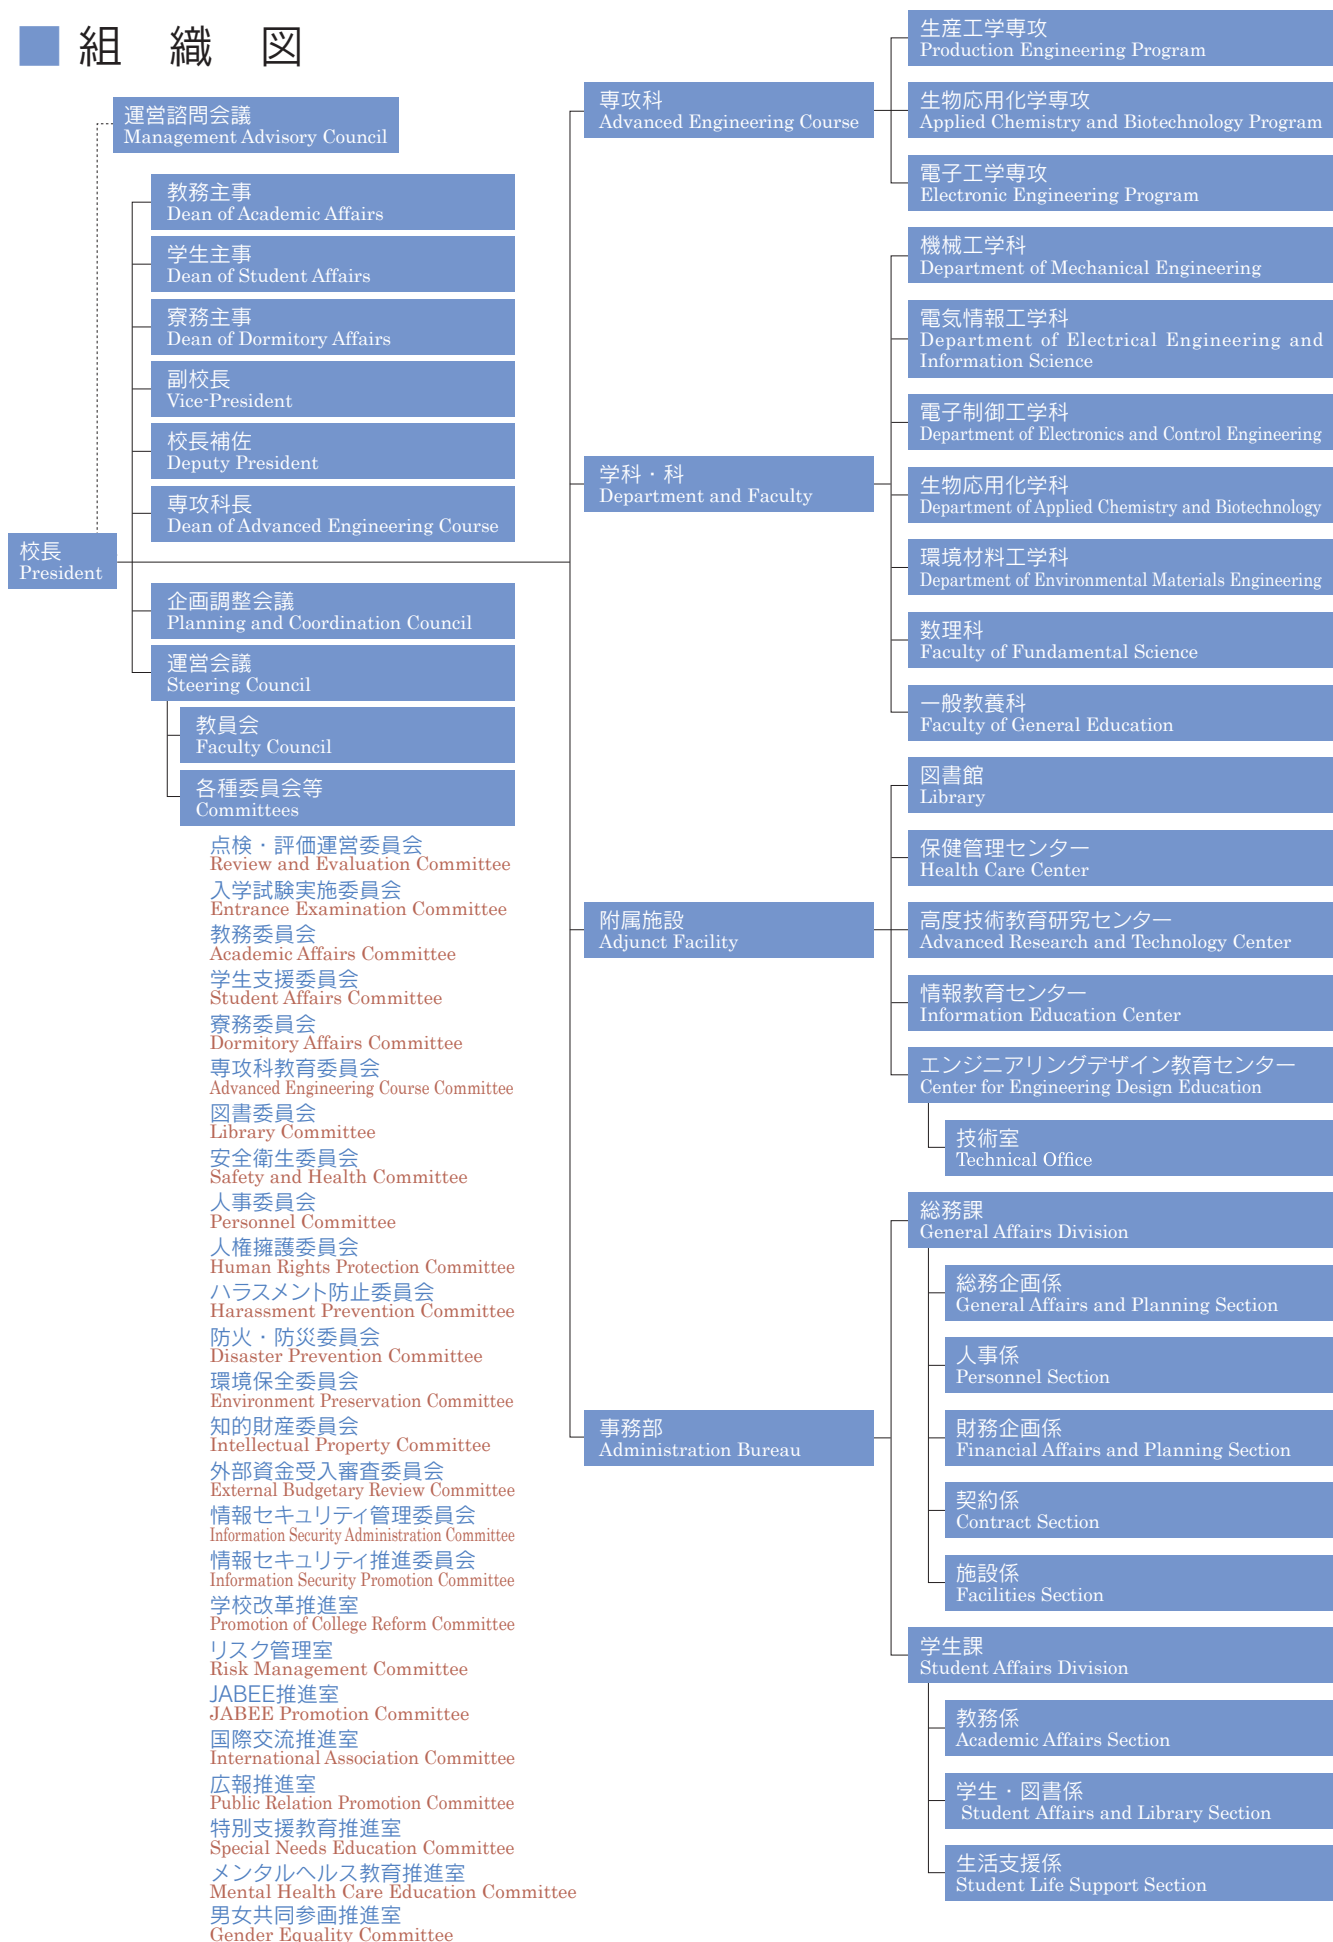 組織図
運営諮問会議
Management Advisory Council
教務主事
Dean of Academic Affairs
学生主事
Dean of Student Affairs
寮務主事
Dean of Dormitory Affairs
副校長
Vice-President
校長補佐
Deputy President
専攻科長
Dean of Advanced Engineering Course
校長
President
企画調整会議
Planning and Coordination Council
運営会議
Steering Council
教員会
Faculty Council
各種委員会等
Committees
点検・評価運営委員会
Review and Evaluation Committee
入学試験実施委員会
Entrance Examination Committee
教務委員会
Academic Affairs Committee
学生支援委員会
Student Affairs Committee
寮務委員会
Dormitory Affairs Committee
専攻科教育委員会
Advanced Engineering Course Committee
図書委員会
Library Committee
安全衛生委員会
Safety and Health Committee
人事委員会
Personnel Committee
人権擁護委員会
Human Rights Protection Committee
ハラスメント防止委員会
Harassment Prevention Committee
防火・防災委員会
Disaster Prevention Committee
環境保全委員会
Environment Preservation Committee
知的財産委員会
Intellectual Property Committee
外部資金受入審査委員会
External Budgetary Review Committee
情報セキュリティ管理委員会
Information Security Administration Committee
情報セキュリティ推進委員会
Information Security Promotion Committee
学校改革推進室
Promotion of College Reform Committee
リスク管理室
Risk Management Committee
JABEE推進室
JABEE Promotion Committee
国際交流推進室
International Association Committee
広報推進室
Public Relation Promotion Committee
特別支援教育推進室
Special Needs Education Committee
メンタルヘルス教育推進室
Mental Health Care Education Committee
男女共同参画推進室
Gender Equality Committee
専攻科
Advanced Engineering Course
生産工学専攻
Production Engineering Program
生物応用化学専攻
Applied Chemistry and Biotechnology Program
電子工学専攻
Electronic Engineering Program
学科・科
Department and Faculty
機械工学科
Department of Mechanical Engineering
電気情報工学科
Department of Electrical Engineering and
Information Science
電子制御工学科
Department of Electronics and Control Engineering
生物応用化学科
Department of Applied Chemistry and Biotechnology
環境材料工学科
Department of Environmental Materials Engineering
数理科
Faculty of Fundamental Science
一般教養科
Faculty of General Education
附属施設
Adjunct Facility
図書館
Library
保健管理センター
Health Care Center
高度技術教育研究センター
Advanced Research and Technology Center
情報教育センター
Information Education Center
エンジニアリングデザイン教育センター
Center for Engineering Design Education
技術室
Technical Office
事務部
Administration Bureau
総務課
General Affairs Division
総務企画係
General Affairs and Planning Section
人事係
Personnel Section
財務企画係
Financial Affairs and Planning Section
契約係
Contract Section
施設係
Facilities Section
学生課
Student Affairs Division
教務係
Academic Affairs Section
学生・図書係
Student Affairs and Library Section
生活支援係
Student Life Support Section